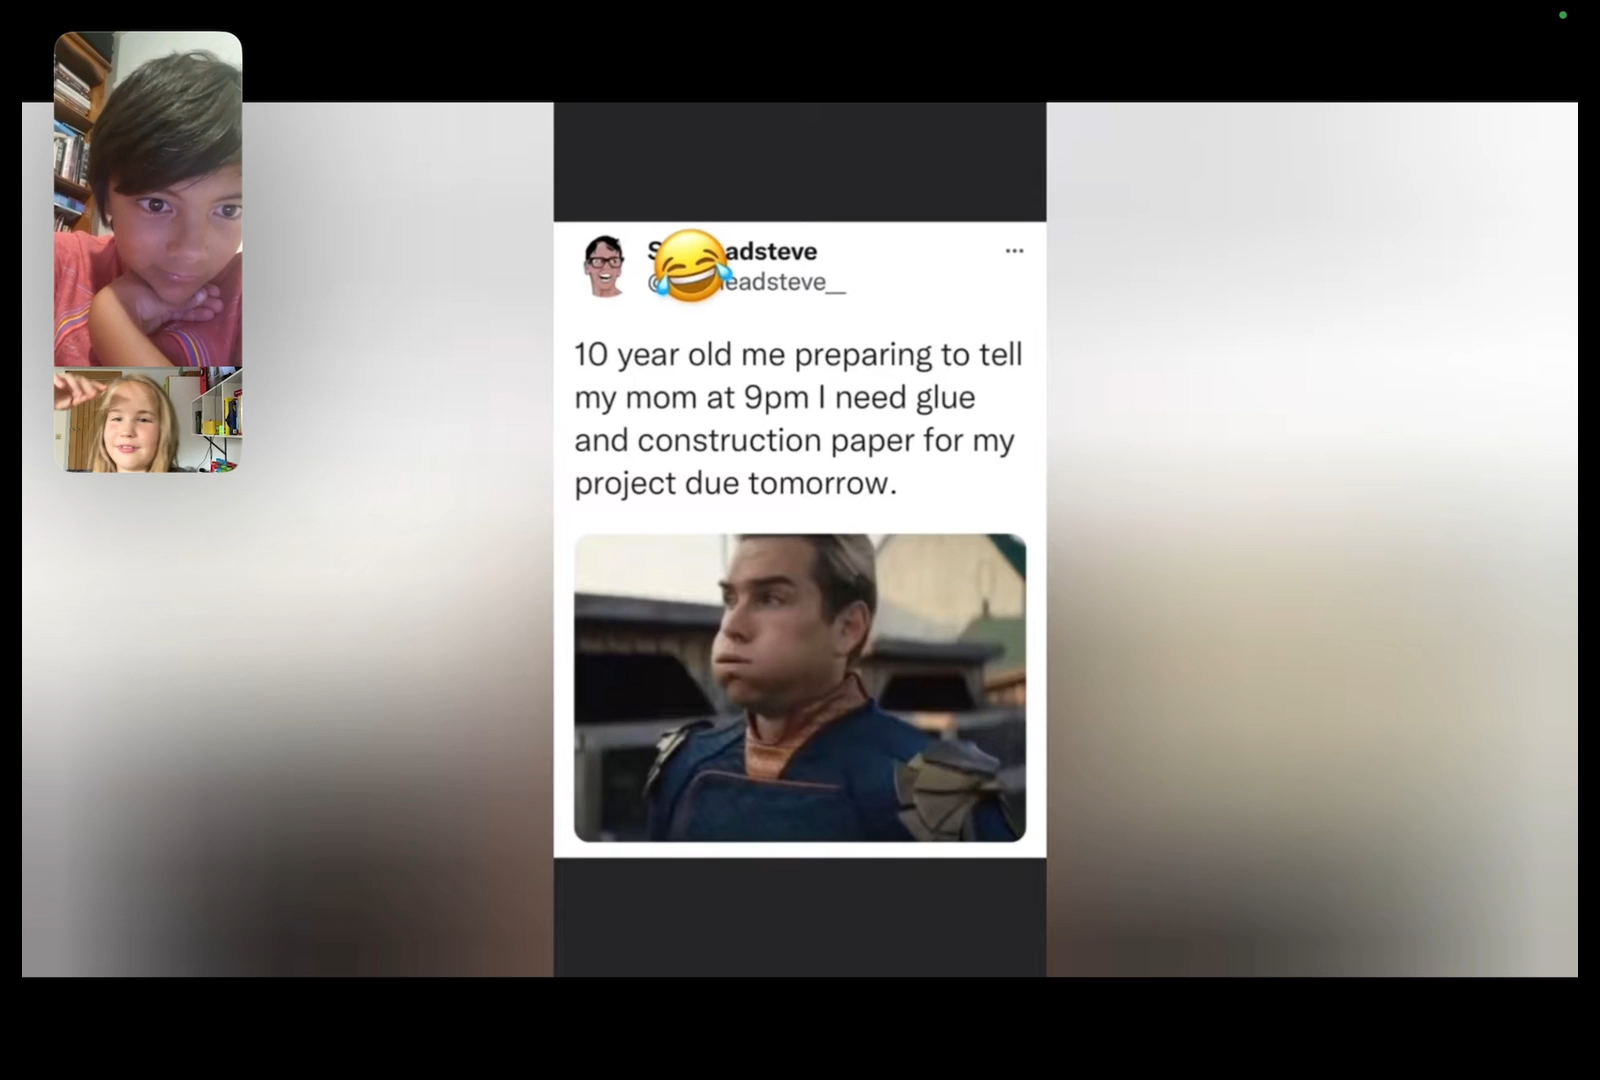 adsteve
eadsteve__
10 year old me preparing to tell
my mom at 9pm I need glue
and construction paper for my
project due tomorrow.